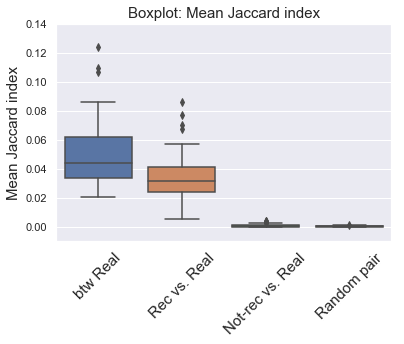 Boxplot: Mean Jaccard index
Mean Jaccard index
0.14
0.12
0.10
0.08
0.06
0.04
0.02
0.00
btw Real
Rec vs. Real
Not-rec vs. Real
Random pair